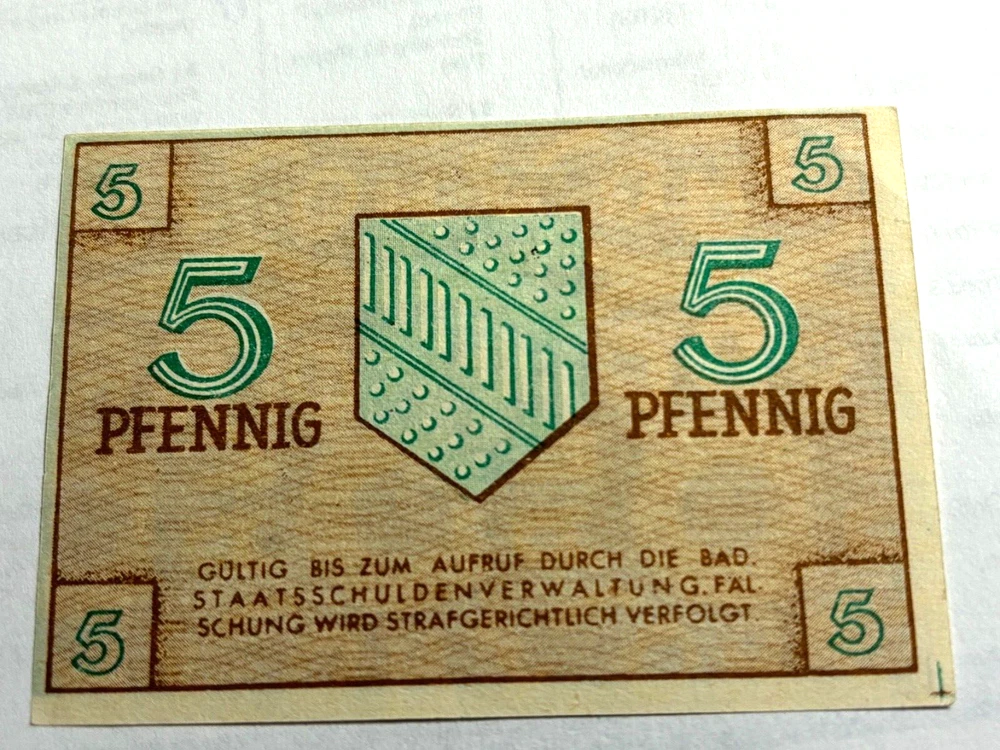 5 5
5 5
PFENNIG PFENNIG
GÜLTIG BIS ZUM AUFRUF DURCH DIE BAD.
STAATSSCHULDENVERWALTUNG. FÄL-
SCHUNG WIRD STRAFGERICHTLICH VERFOLGT.
5 5